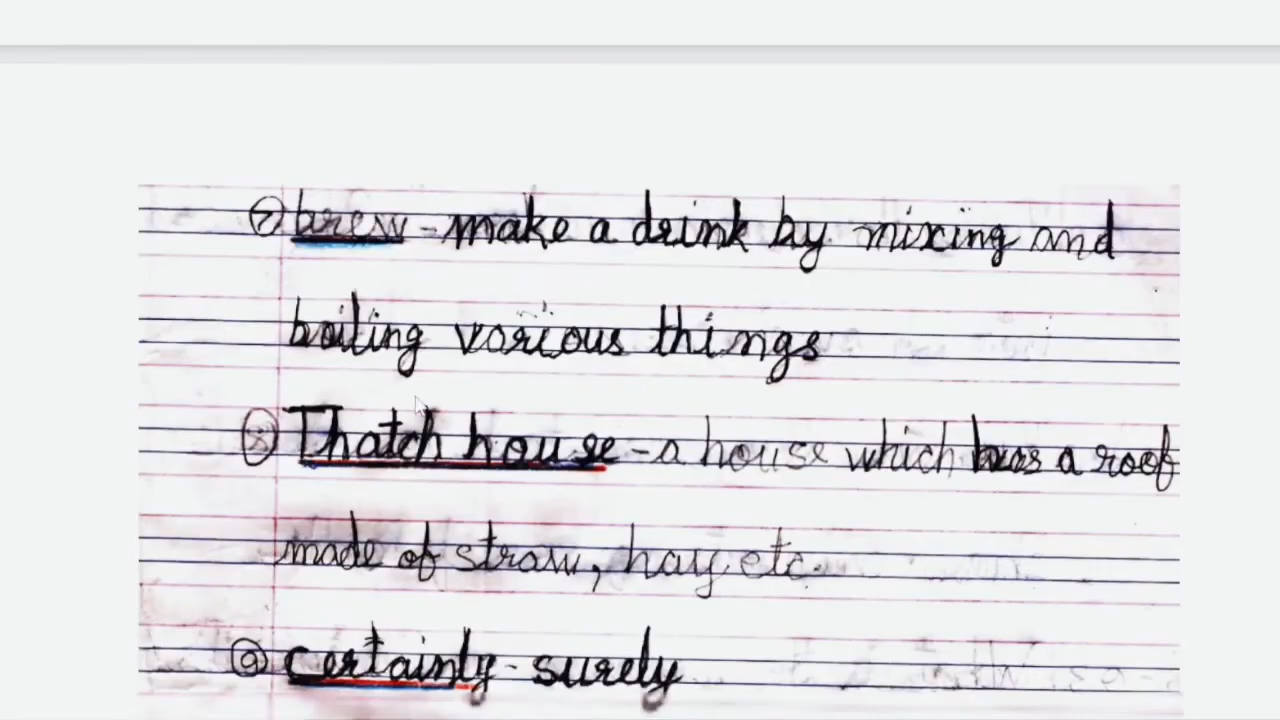 ⑦ brew - make a drink by mixing and
boiling various things
⑧ Thatch house - a house which has a roof
made of straw, hay etc.
⑨ certainly - surely